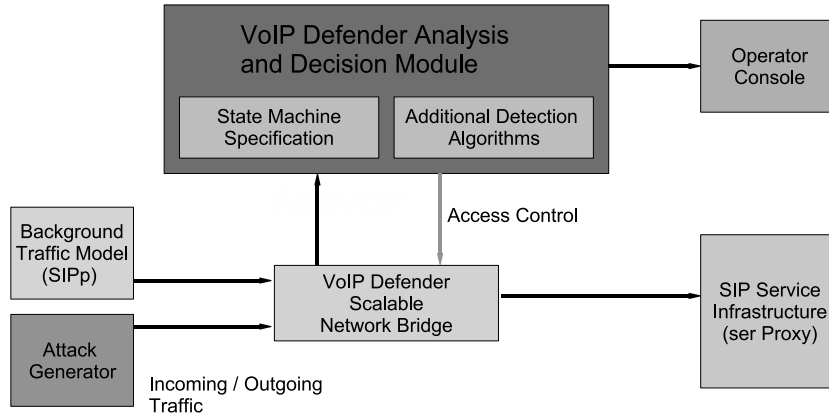 VoIP Defender Analysis
and Decision Module
Operator
Console
State Machine
Specification
Additional Detection
Algorithms
Access Control
Background
Traffic Model
(SIPp)
VoIP Defender
Scalable
Network Bridge
SIP Service
Infrastructure
(ser Proxy)
Attack
Generator
Incoming / Outgoing
Traffic